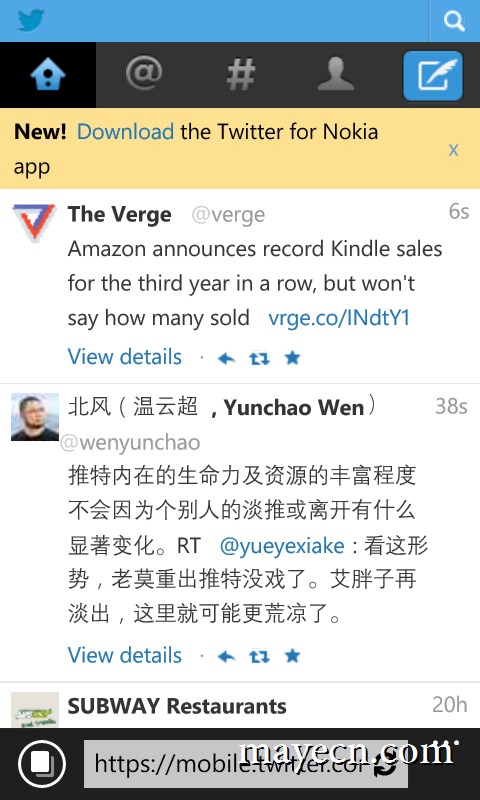 @
#
New! Download the Twitter for Nokia
app
x
The Verge @verge 6s
Amazon announces record Kindle sales
for the third year in a row, but won't
say how many sold vrge.co/INdtY1
View details
北风（温云超 , Yunchao Wen） 38s
@wenyunchao
推特内在的生命力及资源的丰富程度
不会因为个别人的淡推或离开有什么
显著变化。RT @yueyexiake：看这形
势，老莫重出推特没戏了。艾胖子再
淡出，这里就可能更荒凉了。
View details
SUBWAY Restaurants 20h
https://mobile.twitter.co
mayecn.com